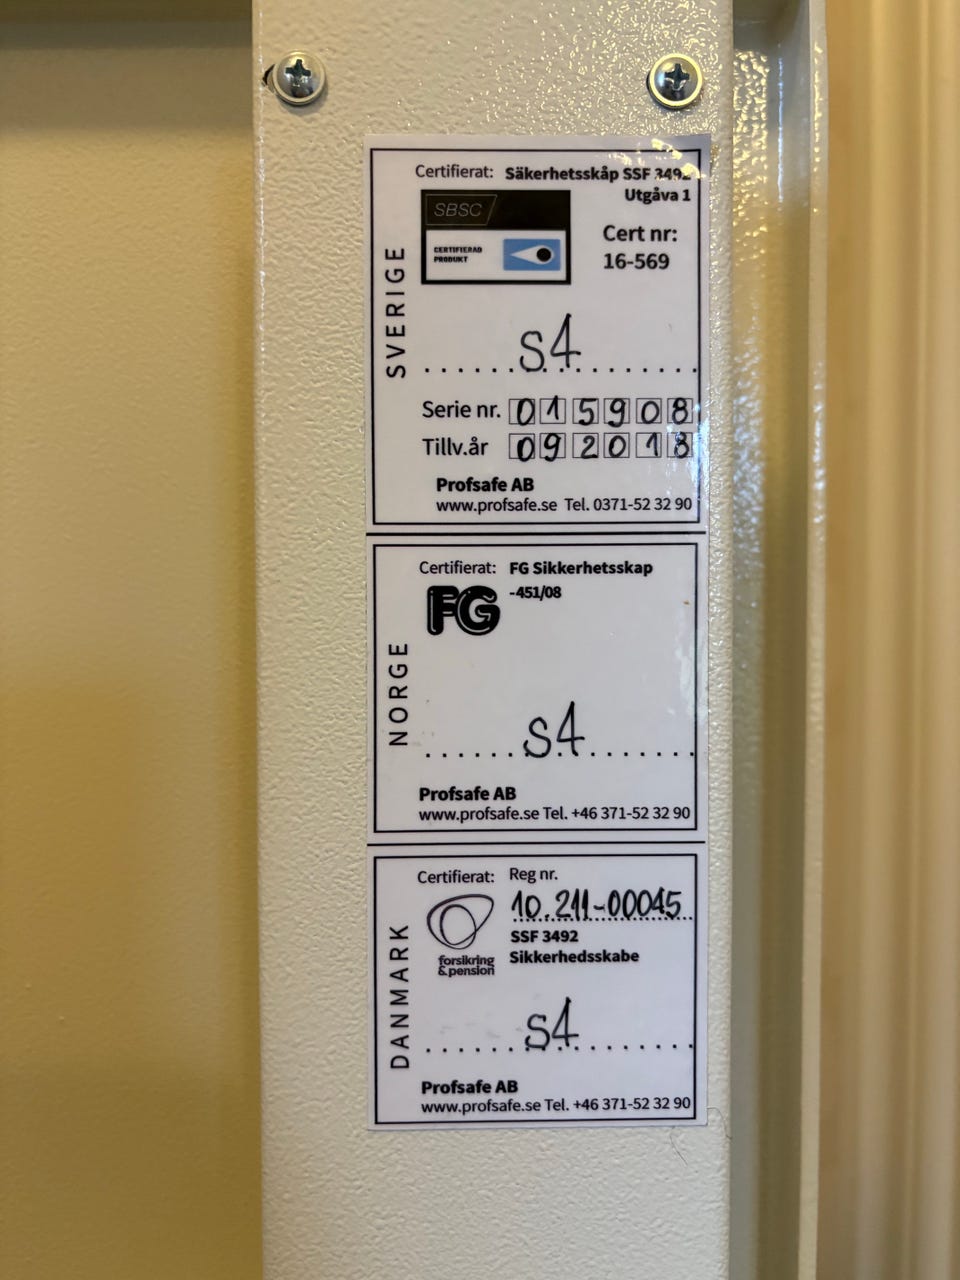 SVERIGE
Certifierat: Säkerhetsskåp SSF 3492
Utgåva 1
SBSC
CERTIFIERAD
PRODUKT
Cert nr:
16-569
S4
Serie nr. 015908
Tillv.år 092018
Profsafe AB
www.profsafe.se Tel. 0371-52 32 90
NORGE
Certifierat: FG Sikkerhetsskap
-451/08
FG
S4
Profsafe AB
www.profsafe.se Tel. +46 371-52 32 90
DANMARK
Certifierat: Reg nr.
10.211-00045
forsikring
&pension
SSF 3492
Sikkerhedsskabe
S4
Profsafe AB
www.profsafe.se Tel. +46 371-52 32 90